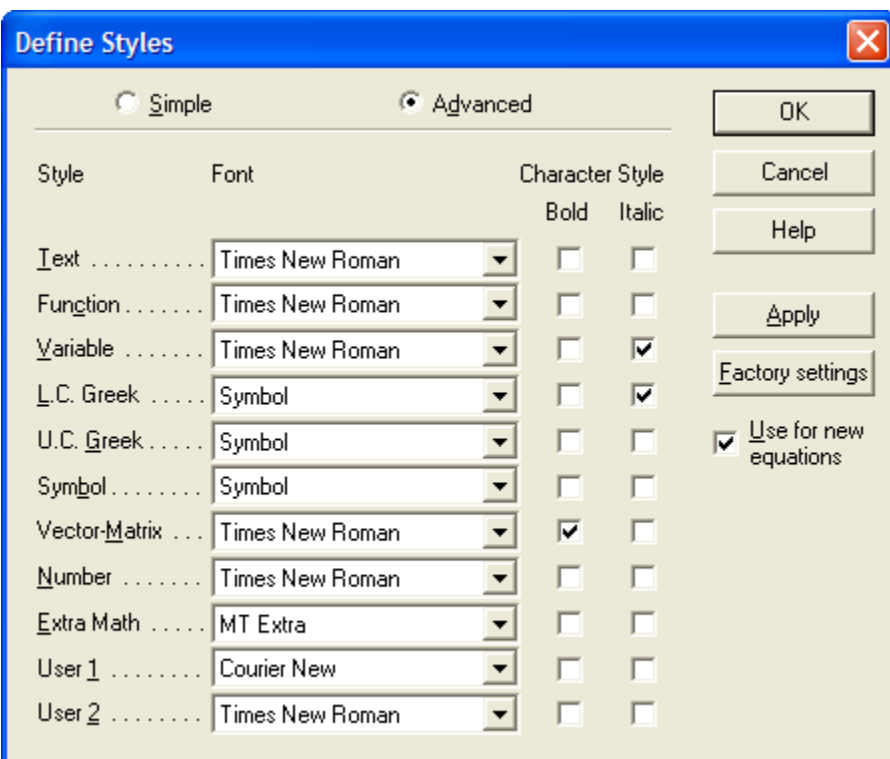 Define Styles
Simple Advanced OK
Style Font Character Style Cancel
Bold Italic Help
Text . . . . . . . . . . Times New Roman
Function . . . . . . . Times New Roman Apply
Variable . . . . . . . Times New Roman
L.C. Greek . . . . . Symbol Factory settings
U.C. Greek . . . . . Symbol Use for new equations
Symbol . . . . . . . . Symbol
Vector-Matrix . . . Times New Roman
Number . . . . . . . Times New Roman
Extra Math . . . . . MT Extra
User 1 . . . . . . . . Courier New
User 2 . . . . . . . . Times New Roman